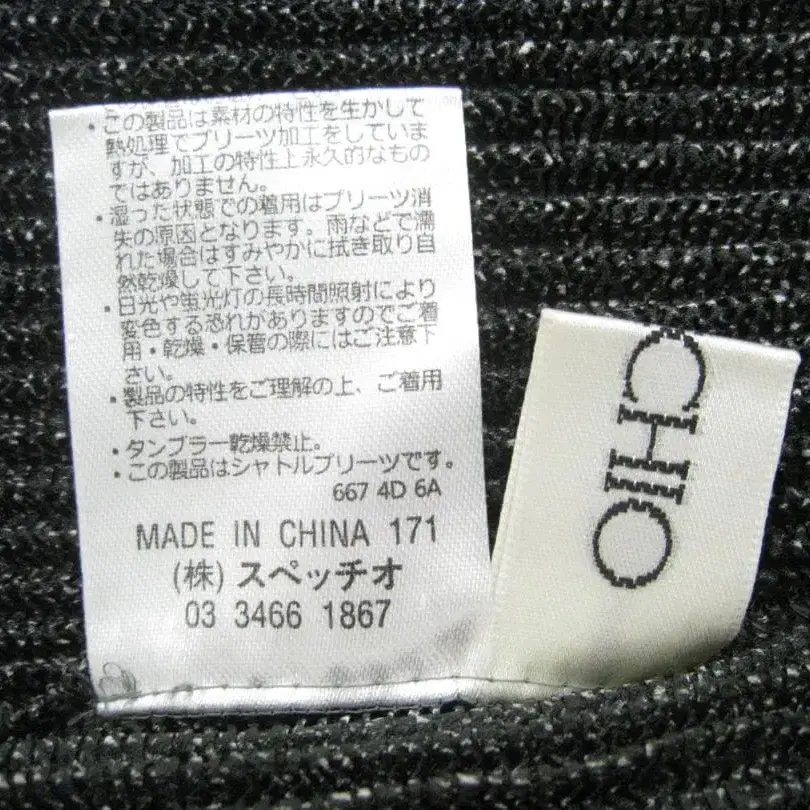 ・この製品は素材の特性を生かして
熱処理でプリーツ加工をしていま
すが、加工の特性上永久的なもの
ではありません。
・湿った状態での着用はプリーツ消
失の原因となります。雨などで濡
れた場合はすみやかに拭き取り自
然乾燥して下さい。
・日光や蛍光灯の長時間照射により
変色する恐れがありますのでご着
用・乾燥・保管の際にはご注意下
さい。
・製品の特性をご理解の上、ご着用
下さい。
・タンブラー乾燥禁止。
・この製品はシャトルプリーツです。
667 4D 6A
MADE IN CHINA 171
(株)スペッチオ
03 3466 1867
CHIO